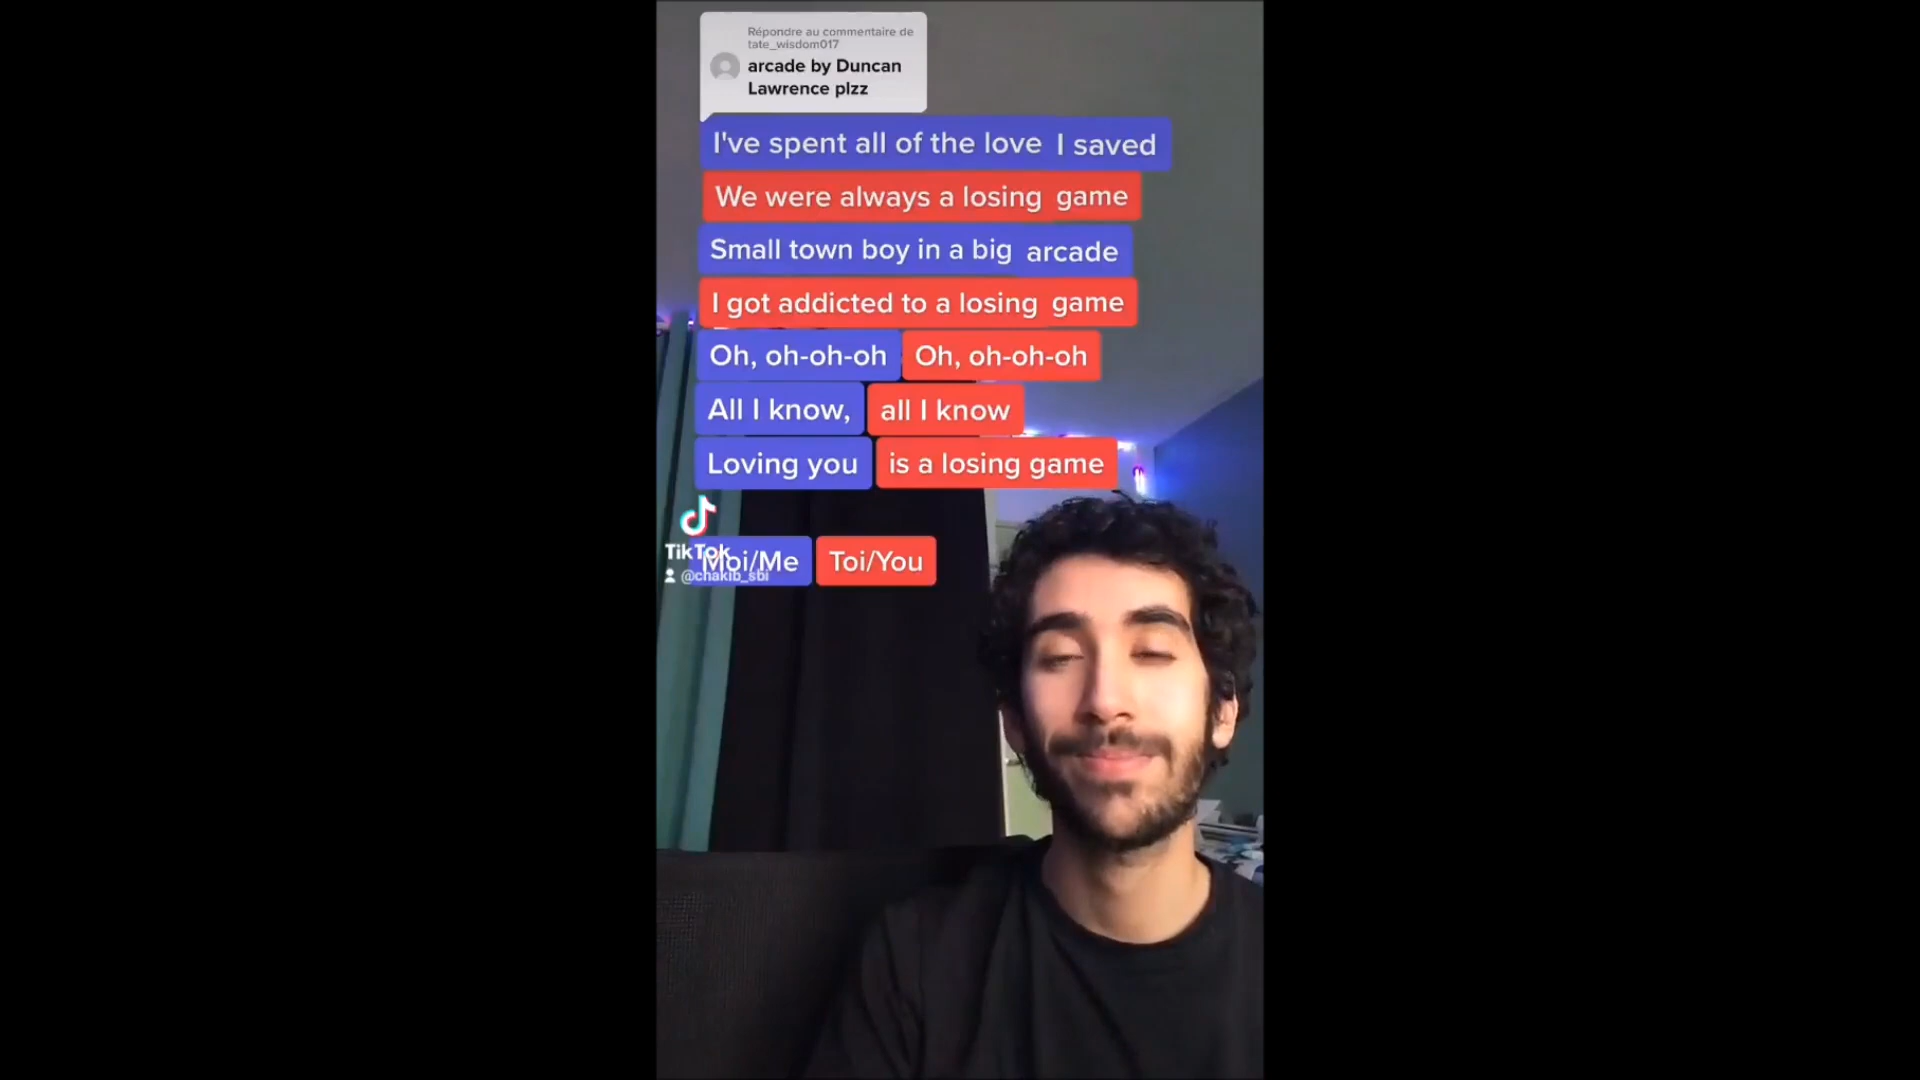 Répondre au commentaire de
tate_wisdom017
arcade by Duncan
Lawrence plzz
I've spent all of the love I saved
We were always a losing game
Small town boy in a big arcade
I got addicted to a losing game
Oh, oh-oh-oh Oh, oh-oh-oh
All I know, all I know
Loving you is a losing game
TikTok
Moi/Me Toi/You
@chakib_sbi